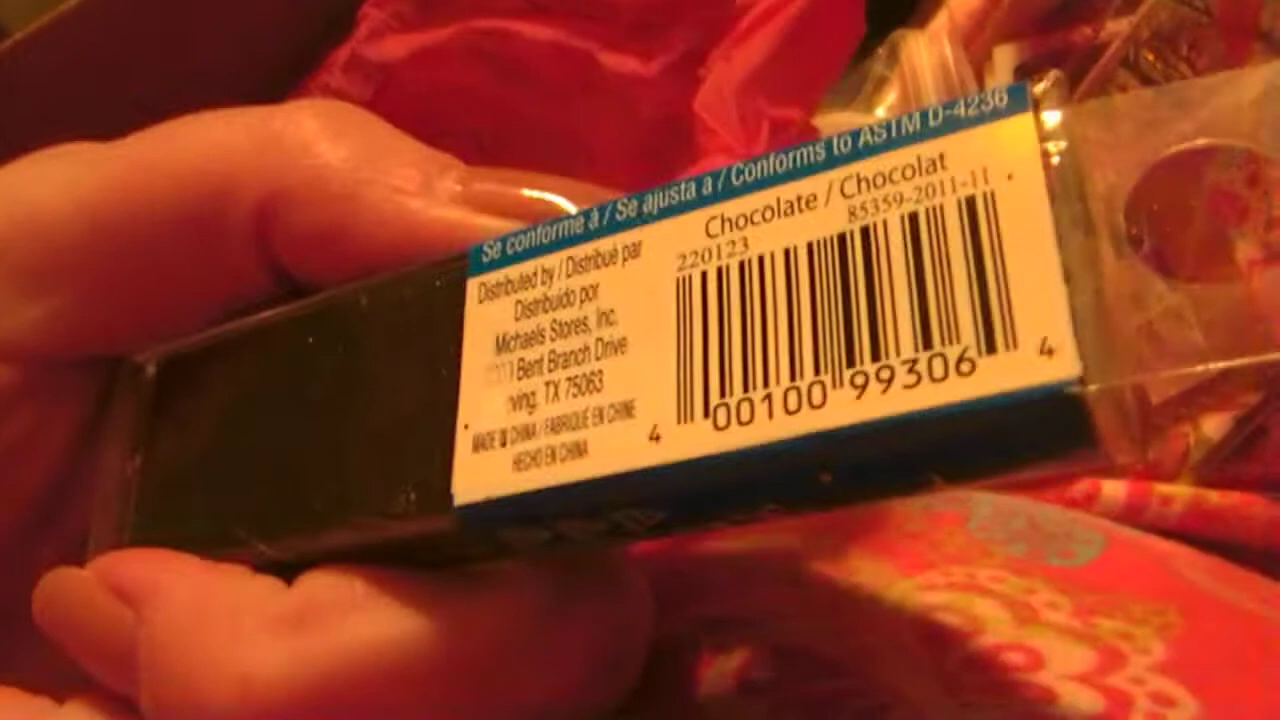 Se conforme à / Se ajusta a / Conforms to ASTM D-4236
Distributed by / Distribué par
Distribuido por
Michaels Stores, Inc.
Bent Branch Drive
TX 75063
MADE CHINA / FABRIQUÉ EN CHINE
HECHO EN CHINA
Chocolate / Chocolat
220123 85359-2011-11
4 00100 99306 4